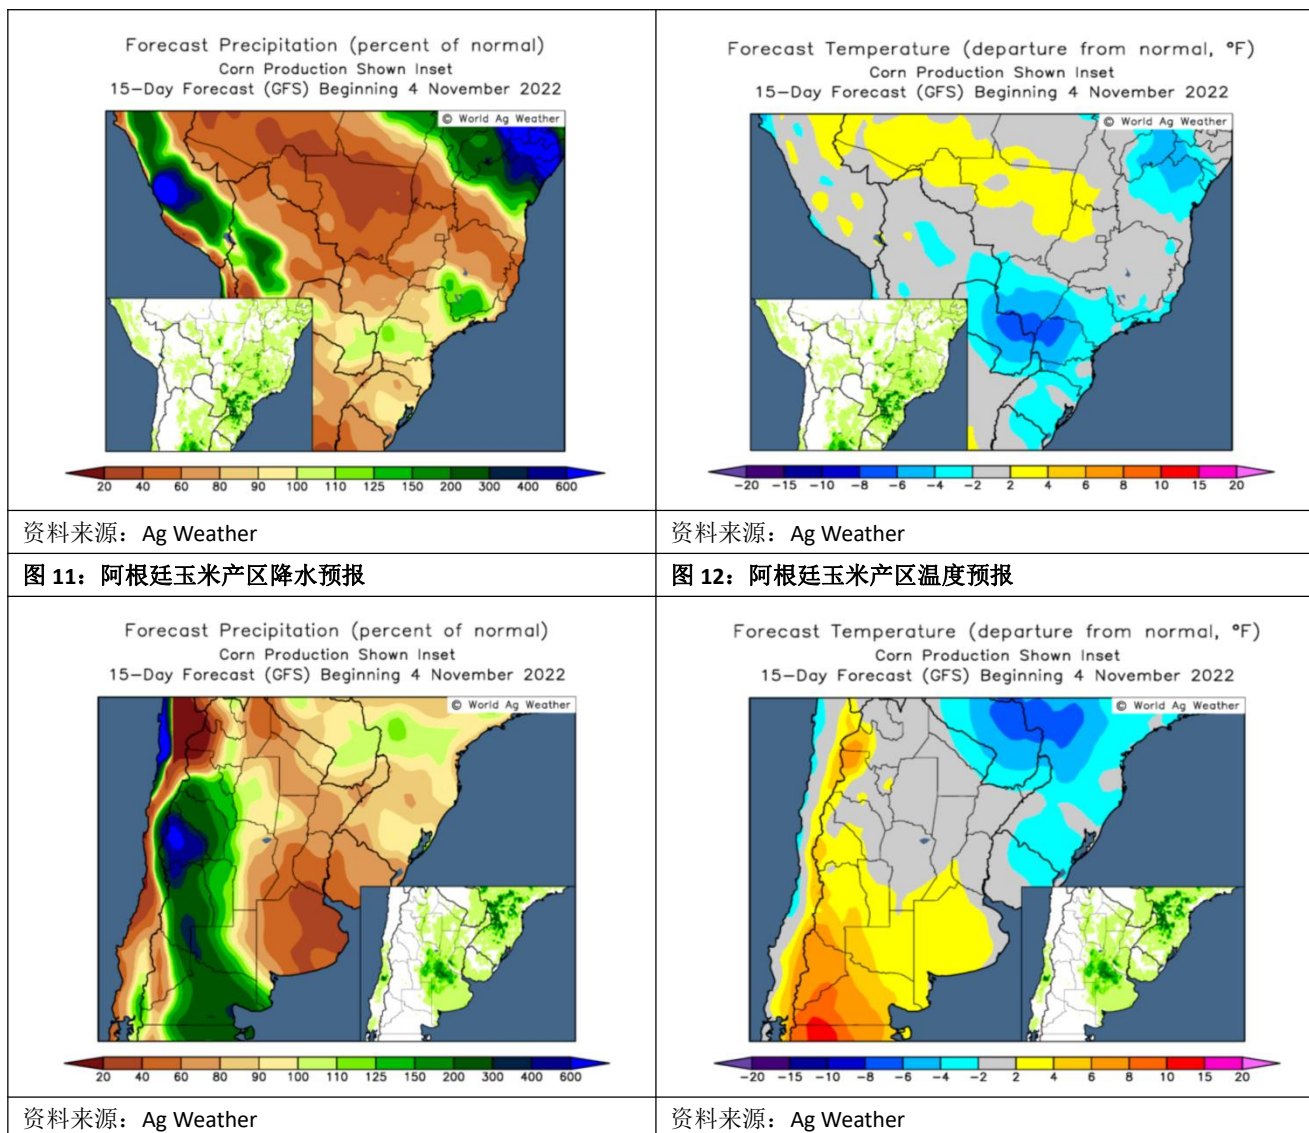 Forecast Precipitation (percent of normal)
Corn Production Shown Inset
15-Day Forecast (GFS) Beginning 4 November 2022
© World Ag Weather
20 40 60 80 90 100 110 125 150 200 300 400 600
Forecast Temperature (departure from normal, °F)
Corn Production Shown Inset
15-Day Forecast (GFS) Beginning 4 November 2022
© World Ag Weather
-20 -15 -10 -8 -6 -4 -2 2 4 6 8 10 15 20
资料来源：Ag Weather
资料来源：Ag Weather
图 11：阿根廷玉米产区降水预报
图 12：阿根廷玉米产区温度预报
Forecast Precipitation (percent of normal)
Corn Production Shown Inset
15-Day Forecast (GFS) Beginning 4 November 2022
© World Ag Weather
20 40 60 80 90 100 110 125 150 200 300 400 600
Forecast Temperature (departure from normal, °F)
Corn Production Shown Inset
15-Day Forecast (GFS) Beginning 4 November 2022
© World Ag Weather
-20 -15 -10 -8 -6 -4 -2 2 4 6 8 10 15 20
资料来源：Ag Weather
资料来源：Ag Weather